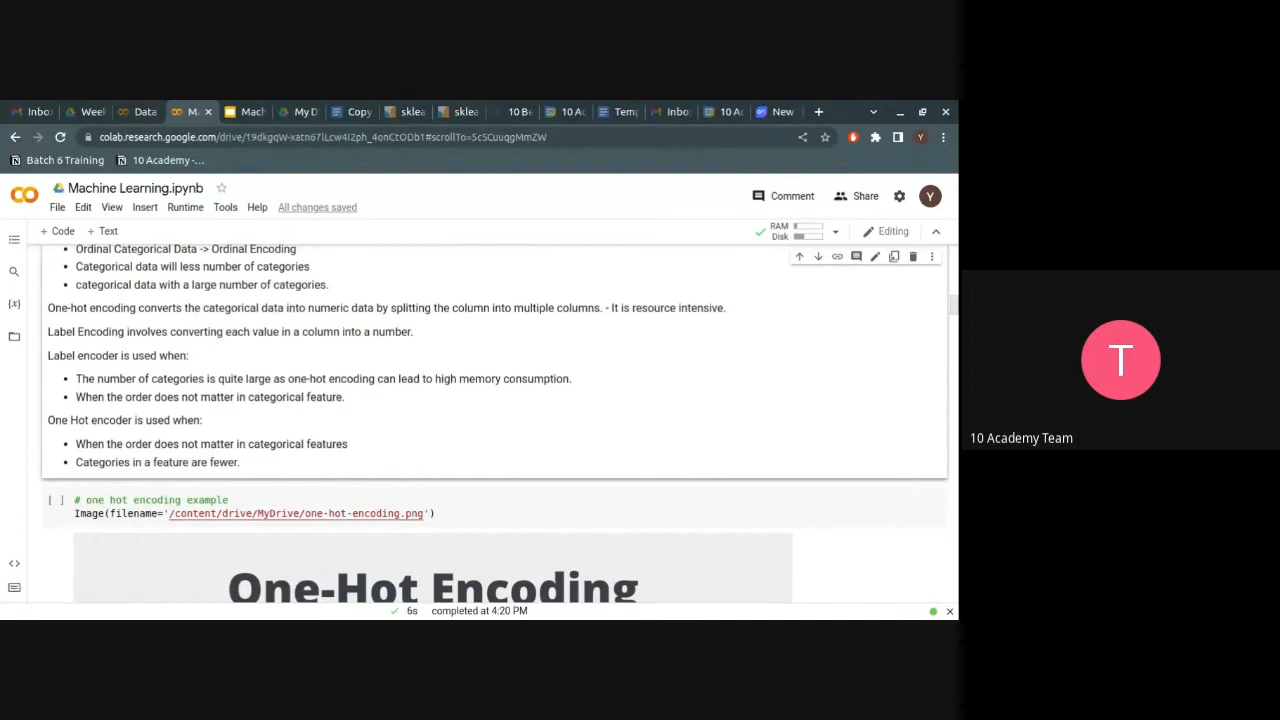 Inbo Week Data M. Mach My D Copy sklea sklea 10 Be 10 Ac Temp Inbo 10 Ac New
colab.research.google.com/drive/
Batch 6 Training 10 Academy -...
Machine Learning.ipynb
Comment Share Y
File Edit View Insert Runtime Tools Help All changes saved
+ Code + Text
RAM
Disk
Editing
Ordinal Categorical Data -> Ordinal Encoding
Categorical data will less number of categories
categorical data with a large number of categories.
One-hot encoding converts the categorical data into numeric data by splitting the column into multiple columns. - It is resource intensive.
Label Encoding involves converting each value in a column into a number.
Label encoder is used when:
The number of categories is quite large as one-hot encoding can lead to high memory consumption.
When the order does not matter in categorical feature.
One Hot encoder is used when:
When the order does not matter in categorical features
Categories in a feature are fewer.
[ ] # one hot encoding example
Image(filename='/content/drive/MyDrive/one-hot-encoding.png')
One-Hot Encoding
6s completed at 4:20 PM
T
10 Academy Team